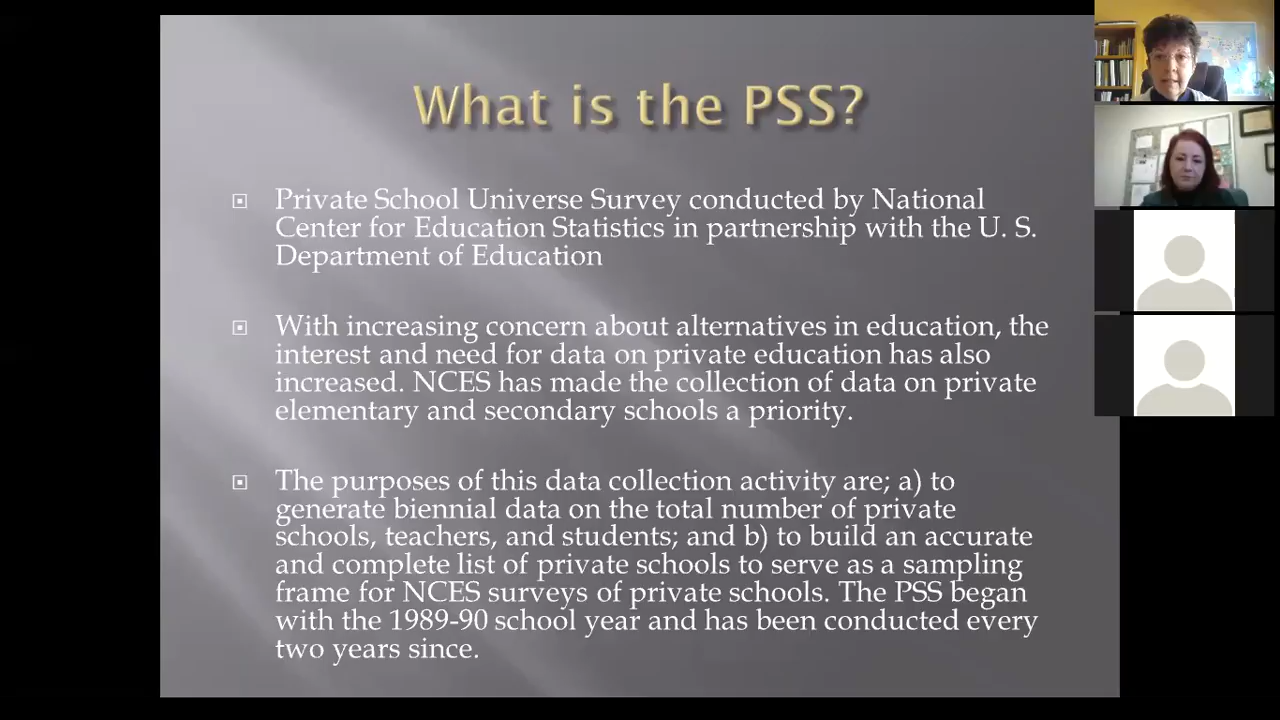 What is the PSS?
Private School Universe Survey conducted by National
Center for Education Statistics in partnership with the U. S.
Department of Education
With increasing concern about alternatives in education, the
interest and need for data on private education has also
increased. NCES has made the collection of data on private
elementary and secondary schools a priority.
The purposes of this data collection activity are; a) to
generate biennial data on the total number of private
schools, teachers, and students; and b) to build an accurate
and complete list of private schools to serve as a sampling
frame for NCES surveys of private schools. The PSS began
with the 1989-90 school year and has been conducted every
two years since.